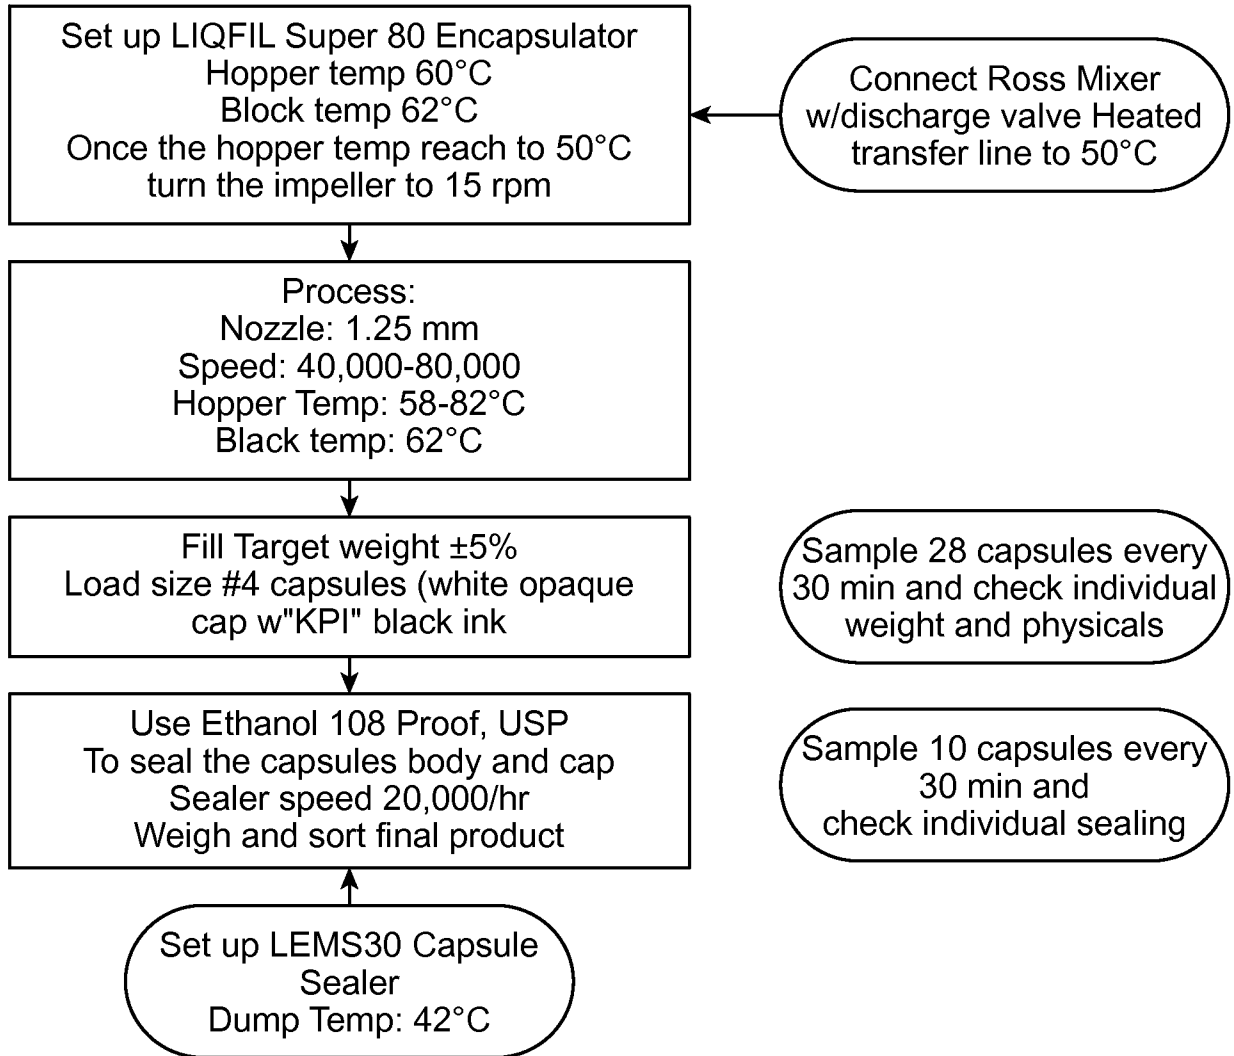 Set up LIQFIL Super 80 Encapsulator
Hopper temp 60°C
Block temp 62°C
Once the hopper temp reach to 50°C
turn the impeller to 15 rpm
Connect Ross Mixer
w/discharge valve Heated
transfer line to 50°C
Process:
Nozzle: 1.25 mm
Speed: 40,000-80,000
Hopper Temp: 58-82°C
Black temp: 62°C
Fill Target weight ±5%
Load size #4 capsules (white opaque
cap w"KPI" black ink
Sample 28 capsules every
30 min and check individual
weight and physicals
Use Ethanol 108 Proof, USP
To seal the capsules body and cap
Sealer speed 20,000/hr
Weigh and sort final product
Sample 10 capsules every
30 min and
check individual sealing
Set up LEMS30 Capsule
Sealer
Dump Temp: 42°C